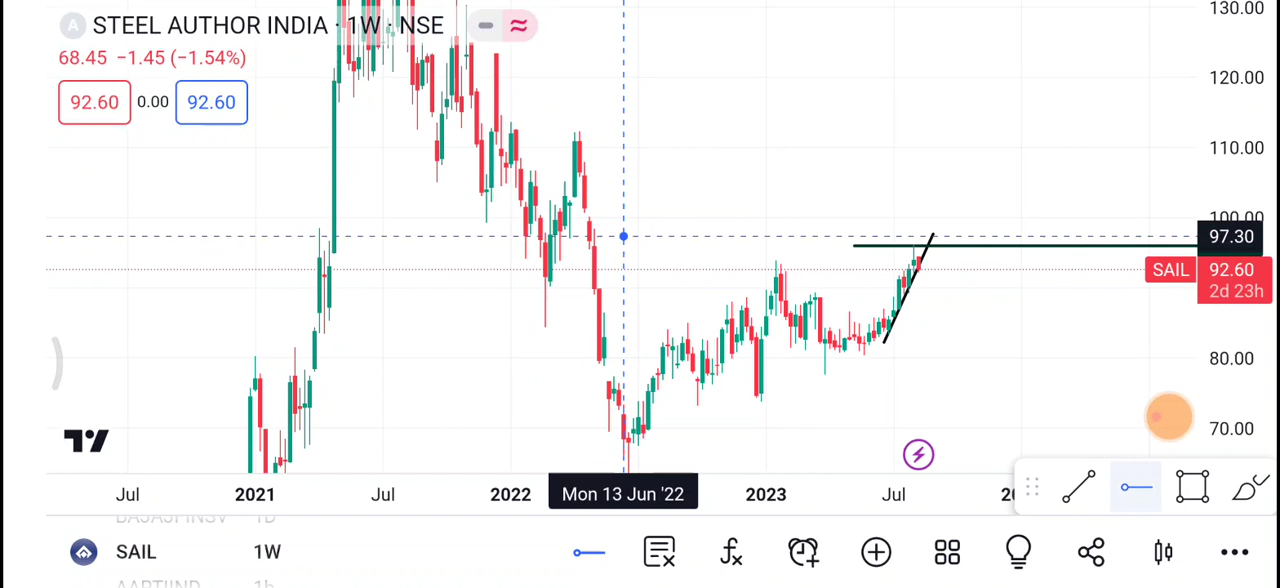 A STEEL AUTHOR INDIA · 1W · NSE
68.45 −1.45 (−1.54%)
92.60 0.00 92.60
130.00
120.00
110.00
100.00
97.30
SAIL 92.60
2d 23h
80.00
70.00
Jul 2021 Jul 2022 Mon 13 Jun '22 2023 Jul
SAIL 1W